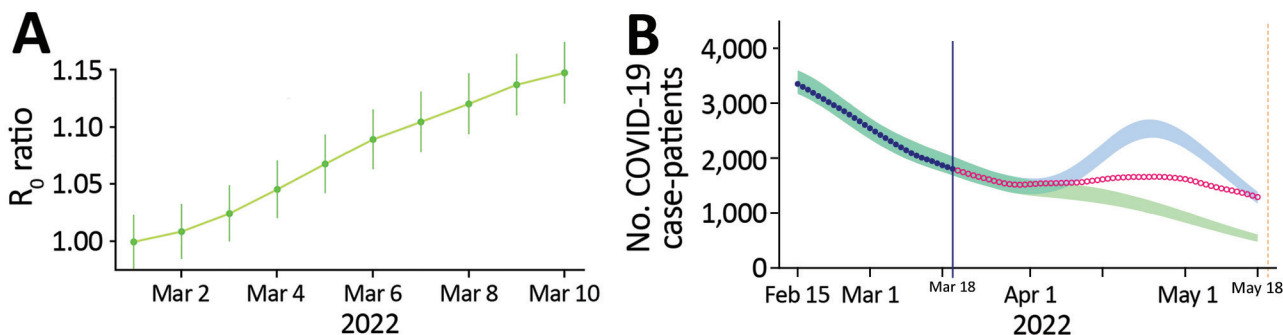 A
R0 ratio
1.15
1.10
1.05
1.00
Mar 2
Mar 4
Mar 6
Mar 8
Mar 10
2022
B
No. COVID-19
case-patients
4,000
3,000
2,000
1,000
0
Feb 15
Mar 1
Mar 18
Apr 1
May 1
May 18
2022